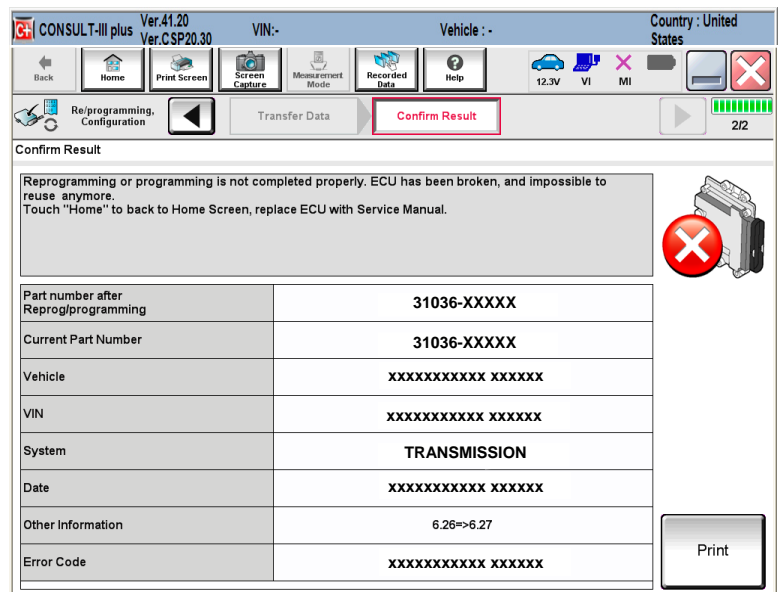 C+ CONSULT-III plus Ver.41.20 VIN:- Vehicle : - Country : United
Ver.CSP20.30 States
Back Home Print Screen Screen Capture Measurement Mode Recorded Data Help 12.3V VI MI
Re/programming, Configuration Transfer Data Confirm Result 2/2
Confirm Result
Reprogramming or programming is not completed properly. ECU has been broken, and impossible to
reuse anymore.
Touch "Home" to back to Home Screen, replace ECU with Service Manual.
Part number after
Reprog/programming 31036-XXXXX
Current Part Number 31036-XXXXX
Vehicle XXXXXXXXXXX XXXXXX
VIN XXXXXXXXXXX XXXXXX
System TRANSMISSION
Date XXXXXXXXXXX XXXXXX
Other Information 6.26=>6.27
Error Code XXXXXXXXXXX XXXXXX
Print